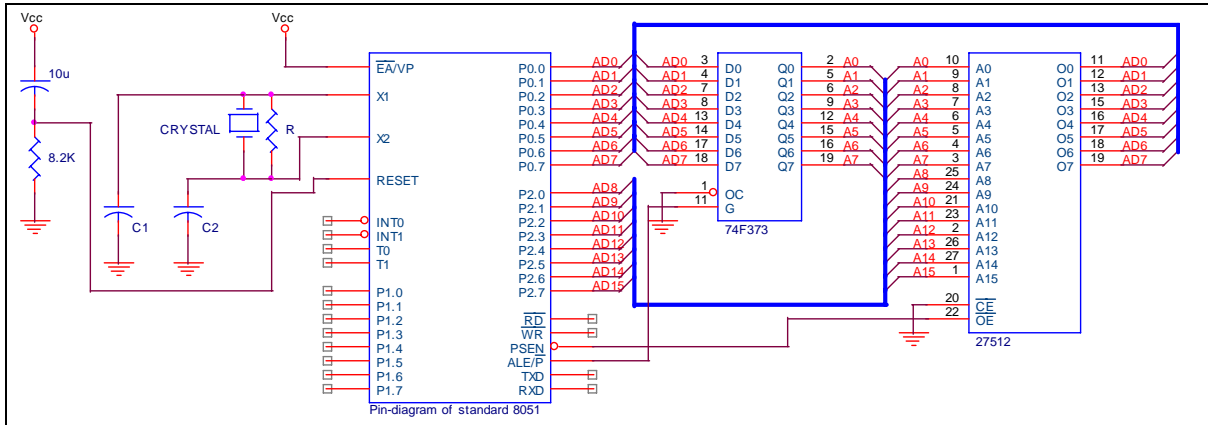 Vcc
10u
8.2K
C1
C2
CRYSTAL
R
Vcc
EA/VP
X1
X2
RESET
INT0
INT1
T0
T1
P1.0
P1.1
P1.2
P1.3
P1.4
P1.5
P1.6
P1.7
P0.0 AD0
P0.1 AD1
P0.2 AD2
P0.3 AD3
P0.4 AD4
P0.5 AD5
P0.6 AD6
P0.7 AD7
P2.0 AD8
P2.1 AD9
P2.2 AD10
P2.3 AD11
P2.4 AD12
P2.5 AD13
P2.6 AD14
P2.7 AD15
RD
WR
PSEN
ALE/P
TXD
RXD
Pin-diagram of standard 8051
AD0 3 D0 Q0 2 A0
AD1 4 D1 Q1 5 A1
AD2 7 D2 Q2 6 A2
AD3 8 D3 Q3 9 A3
AD4 13 D4 Q4 12 A4
AD5 14 D5 Q5 15 A5
AD6 17 D6 Q6 16 A6
AD7 18 D7 Q7 19 A7
1 OC
11 G
74F373
A0 10 A0 O0 11 AD0
A1 9 A1 O1 12 AD1
A2 8 A2 O2 13 AD2
A3 7 A3 O3 15 AD3
A4 6 A4 O4 16 AD4
A5 5 A5 O5 17 AD5
A6 4 A6 O6 18 AD6
A7 3 A7 O7 19 AD7
A8 25 A8
A9 24 A9
A10 21 A10
A11 23 A11
A12 2 A12
A13 26 A13
A14 27 A14
A15 1 A15
20 CE
22 OE
27512